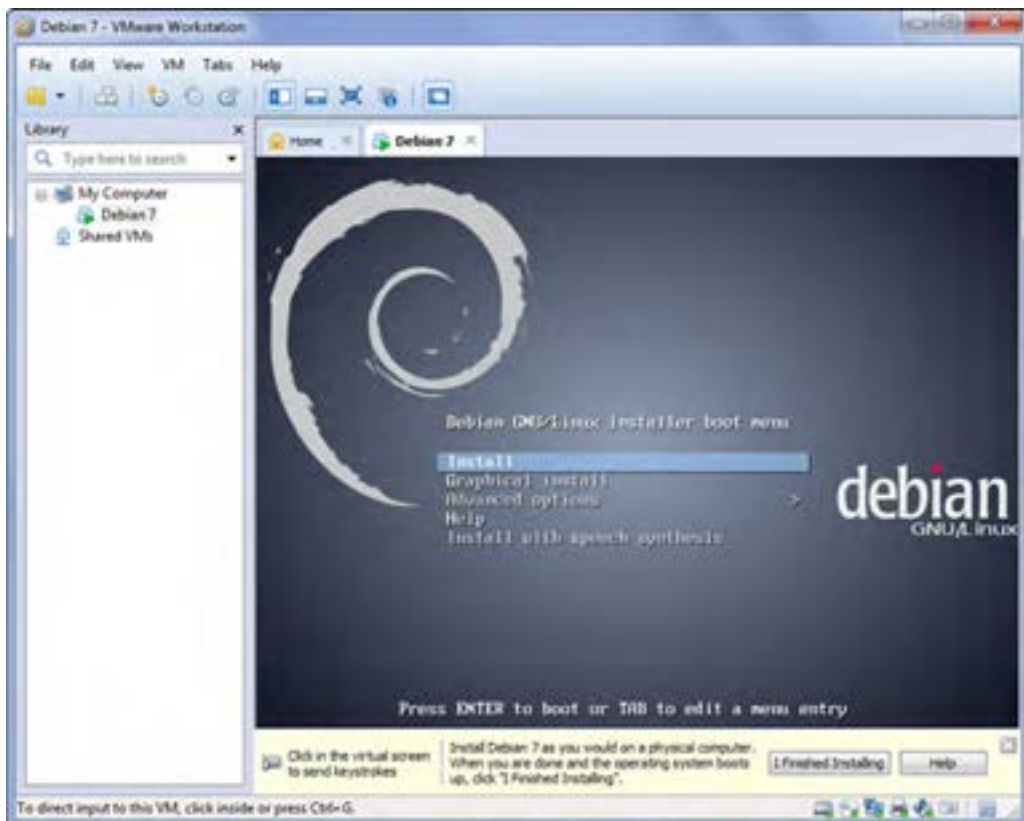 Debian 7 - VMware Workstation
File Edit View VM Tabs Help
Library
Type here to search
My Computer
Debian 7
Shared VMs
Home
Debian 7
Debian GNU/Linux installer boot menu
Install
Graphical install
Advanced options >
Help
Install with speech synthesis
debian
GNU/Linux
Press ENTER to boot or TAB to edit a menu entry
Click in the virtual screen
to send keystrokes
Install Debian 7 as you would on a physical computer.
When you are done and the operating system boots
up, click "I Finished Installing".
I Finished Installing
Help
To direct input to this VM, click inside or press Ctrl+G.